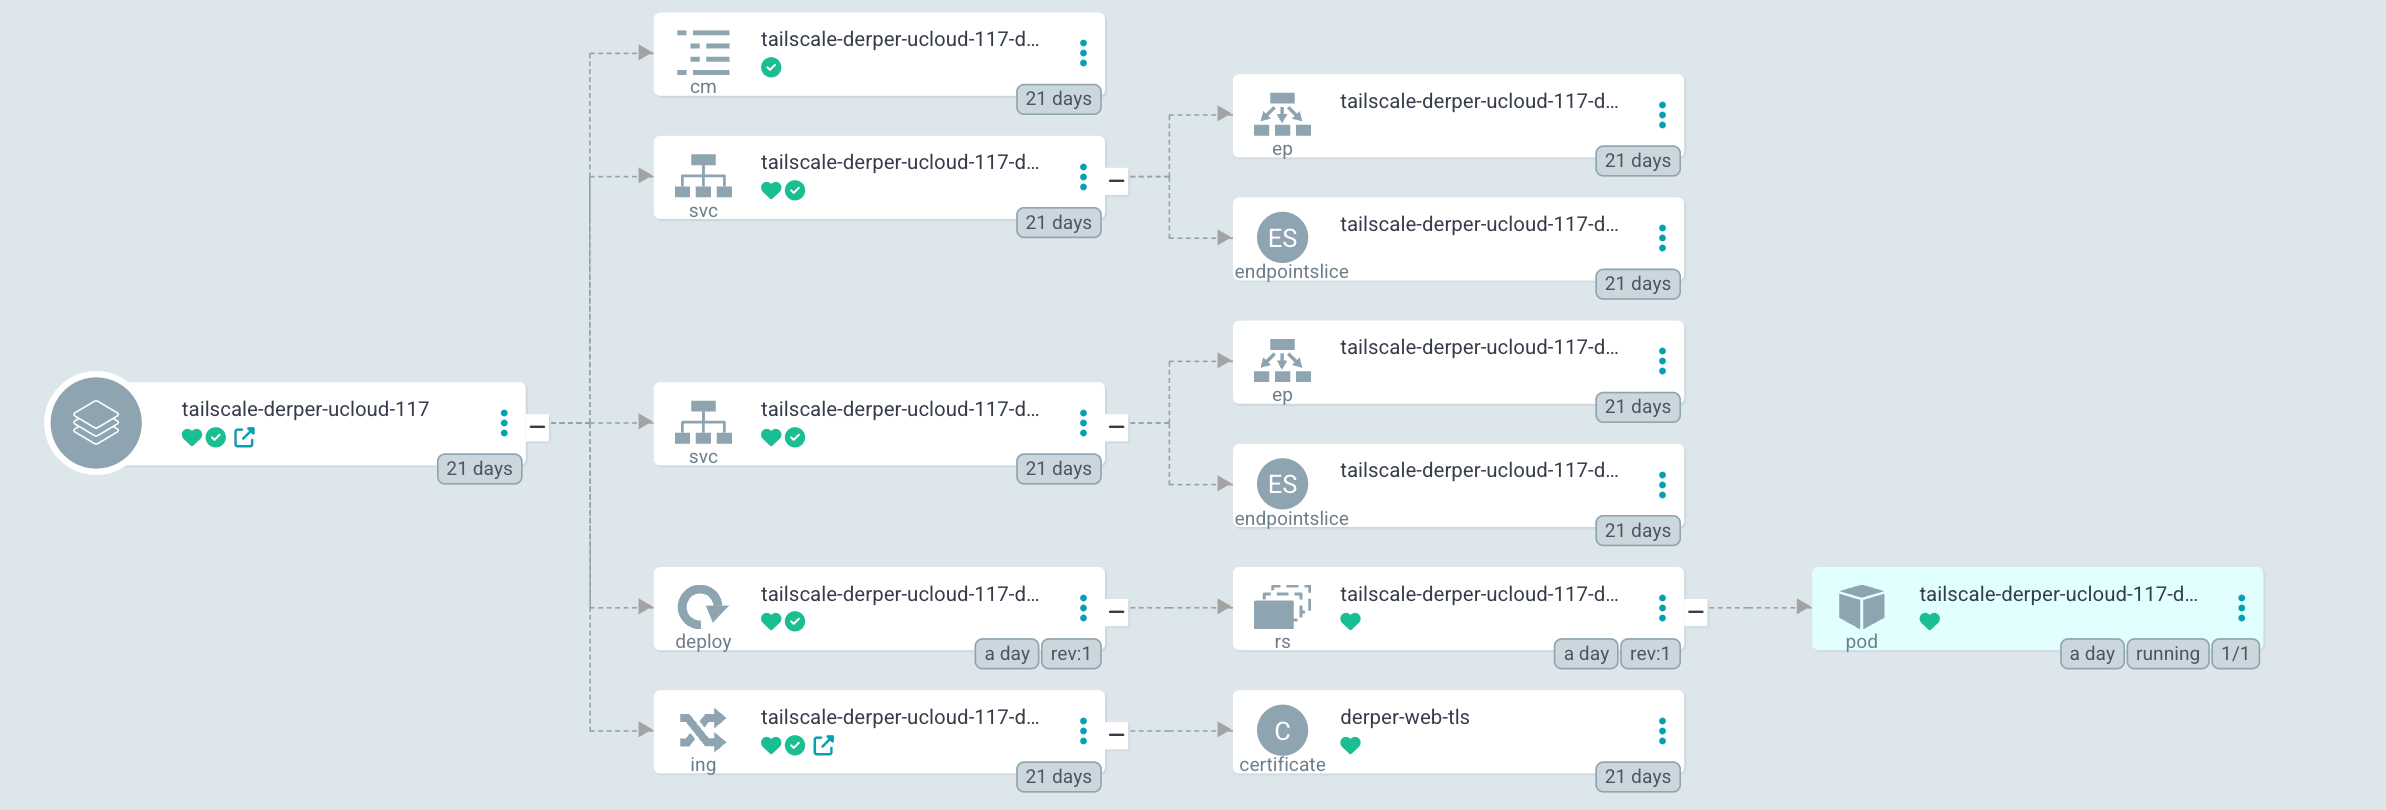 tailscale-derper-ucloud-117
21 days
tailscale-derper-ucloud-117-d...
cm
21 days
tailscale-derper-ucloud-117-d...
svc
21 days
tailscale-derper-ucloud-117-d...
ep
21 days
ES
tailscale-derper-ucloud-117-d...
endpointslice
21 days
tailscale-derper-ucloud-117-d...
svc
21 days
tailscale-derper-ucloud-117-d...
ep
21 days
ES
tailscale-derper-ucloud-117-d...
endpointslice
21 days
tailscale-derper-ucloud-117-d...
deploy
a day rev:1
tailscale-derper-ucloud-117-d...
rs
a day rev:1
tailscale-derper-ucloud-117-d...
pod
a day running 1/1
tailscale-derper-ucloud-117-d...
ing
21 days
C
derper-web-tls
certificate
21 days